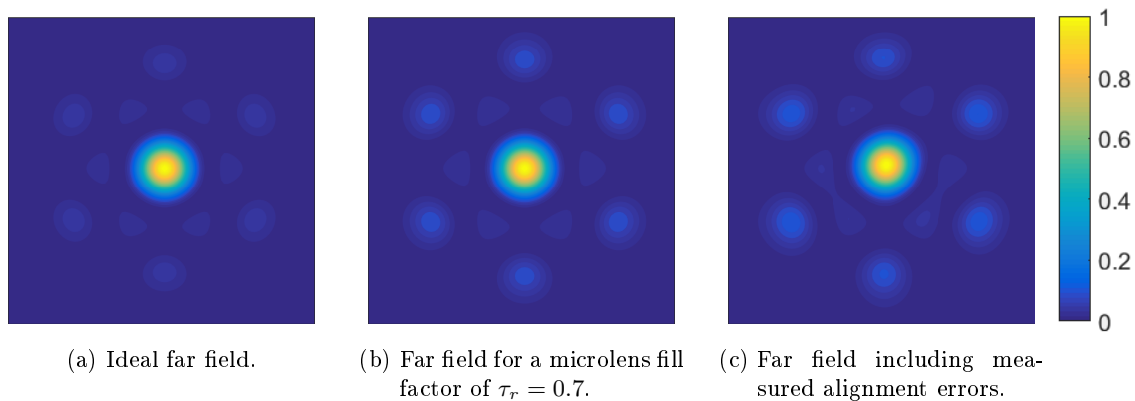 1
0.8
0.6
0.4
0.2
0
(a) Ideal far field.
(b) Far field for a microlens fill
factor of τr = 0.7.
(c) Far field including mea-
sured alignment errors.